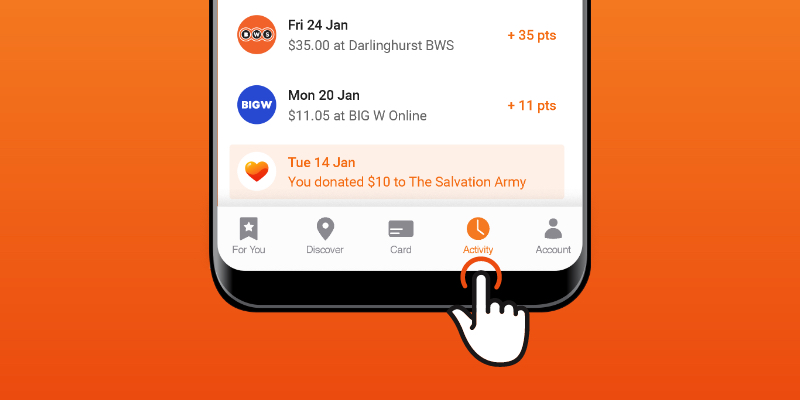 Fri 24 Jan
BWS
$35.00 at Darlinghurst BWS
+ 35 pts
Mon 20 Jan
BIGW
$11.05 at BIG W Online
+ 11 pts
Tue 14 Jan
You donated $10 to The Salvation Army
For You
Discover
Card
Activity
Account